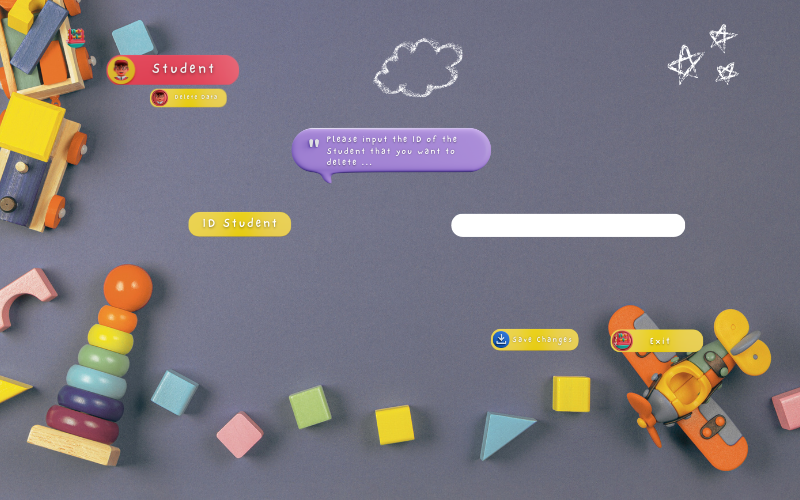 Student
Delete Data
Please input the ID of the
Student that you want to
delete ...
ID Student
Save Changes
Exit